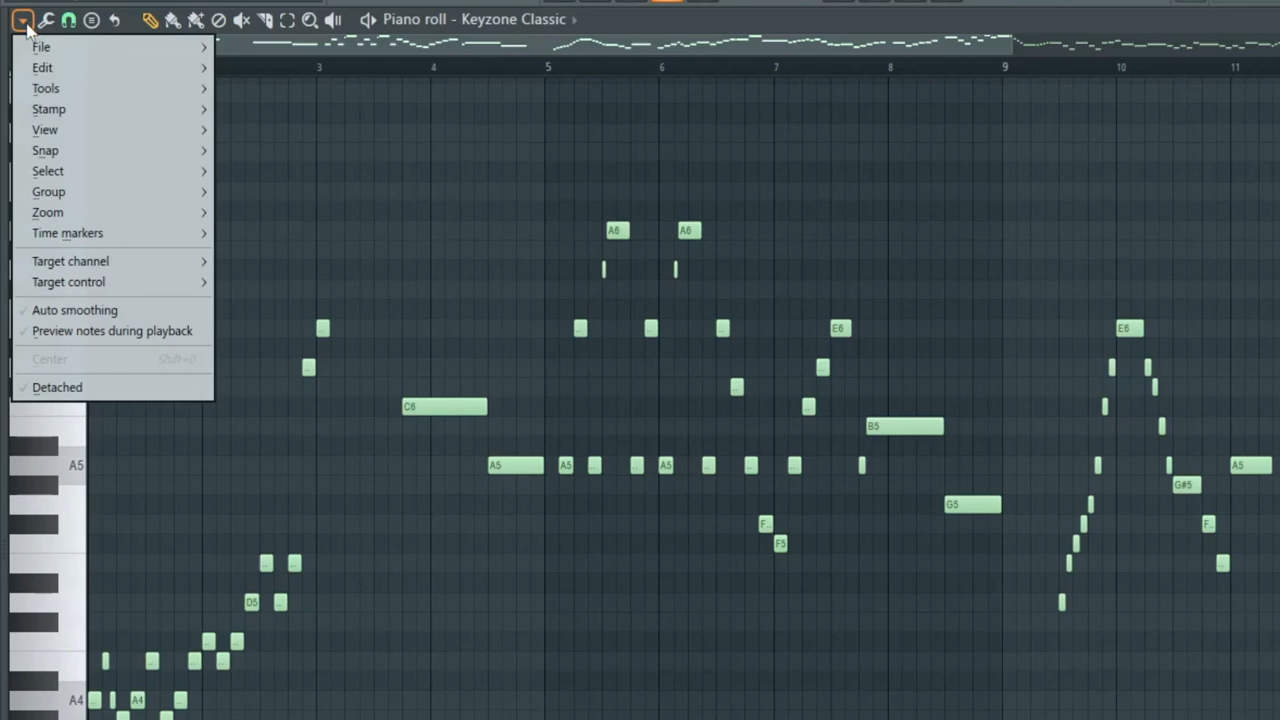 Piano roll - Keyzone Classic
File
Edit
Tools
Stamp
View
Snap
Select
Group
Zoom
Time markers
Target channel
Target control
Auto smoothing
Preview notes during playback
Center Shift+0
Detached
3 4 5 6 7 8 9 10 11
A6 A6
E6 E6
C6
B5
A5
A5 A5 A5 A5
G#5
G5
F.. F..
F5
D5
A4
A4